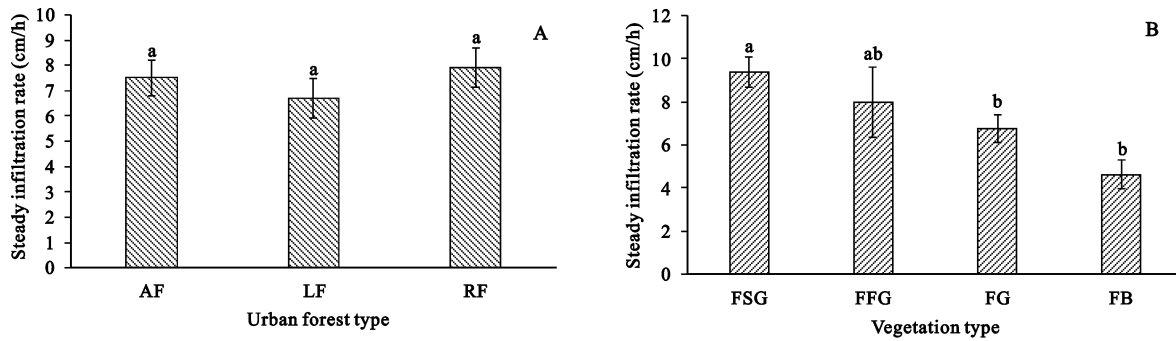 A
Steady infiltration rate (cm/h)
10
9
8
7
6
5
4
3
2
1
0
a
a
a
AF LF RF
Urban forest type
B
Steady infiltration rate (cm/h)
12
10
8
6
4
2
0
a
ab
b
b
FSG FFG FG FB
Vegetation type